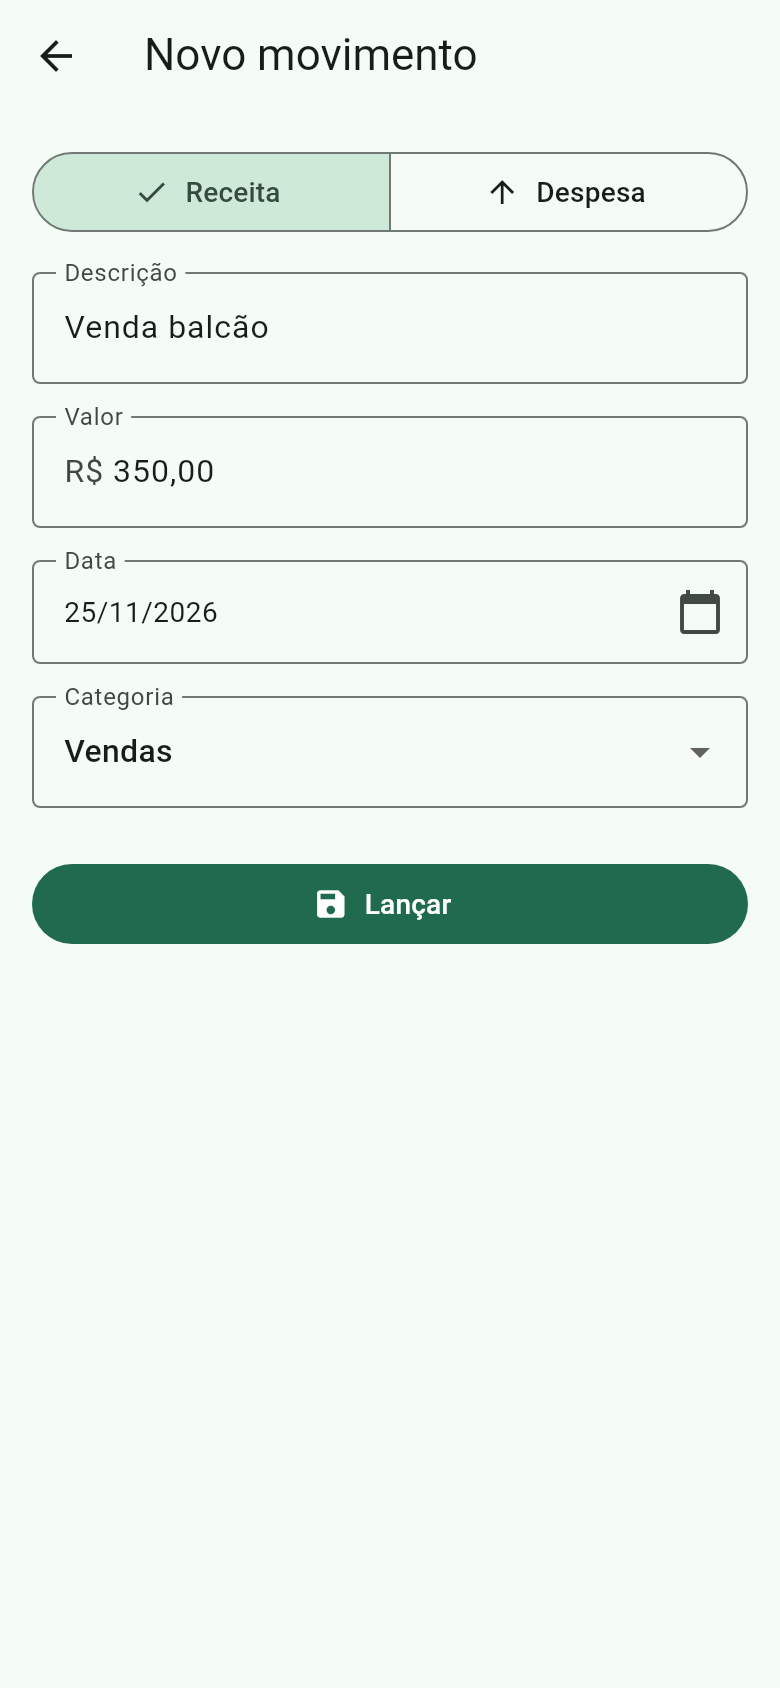 Novo movimento
Receita
Despesa
Descrição
Venda balcão
Valor
R$ 350,00
Data
25/11/2026
Categoria
Vendas
Lançar